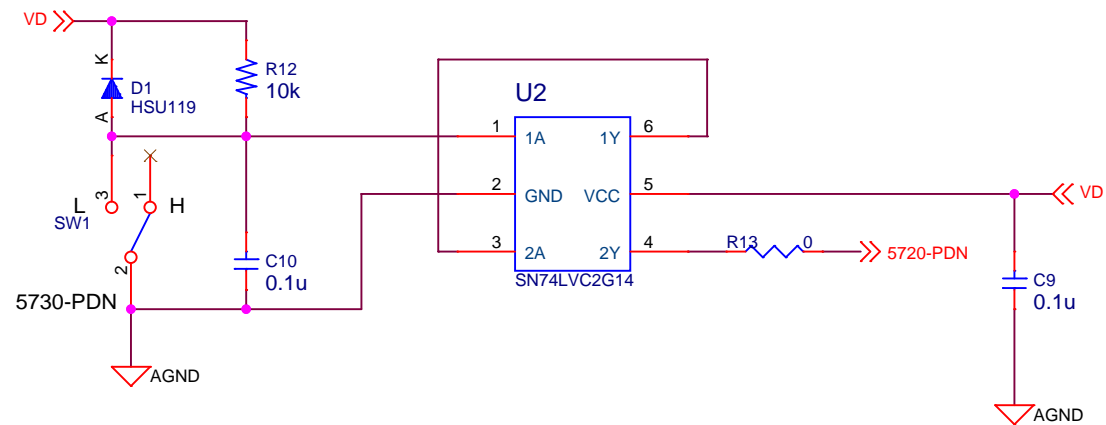 VD
K
D1
HSU119
A
R12
10k
U2
1
1A
1Y
6
2
GND
VCC
5
VD
3
2A
2Y
4
SN74LVC2G14
R13
0
5720-PDN
3
1
L
H
SW1
2
C10
0.1u
5730-PDN
AGND
C9
0.1u
AGND